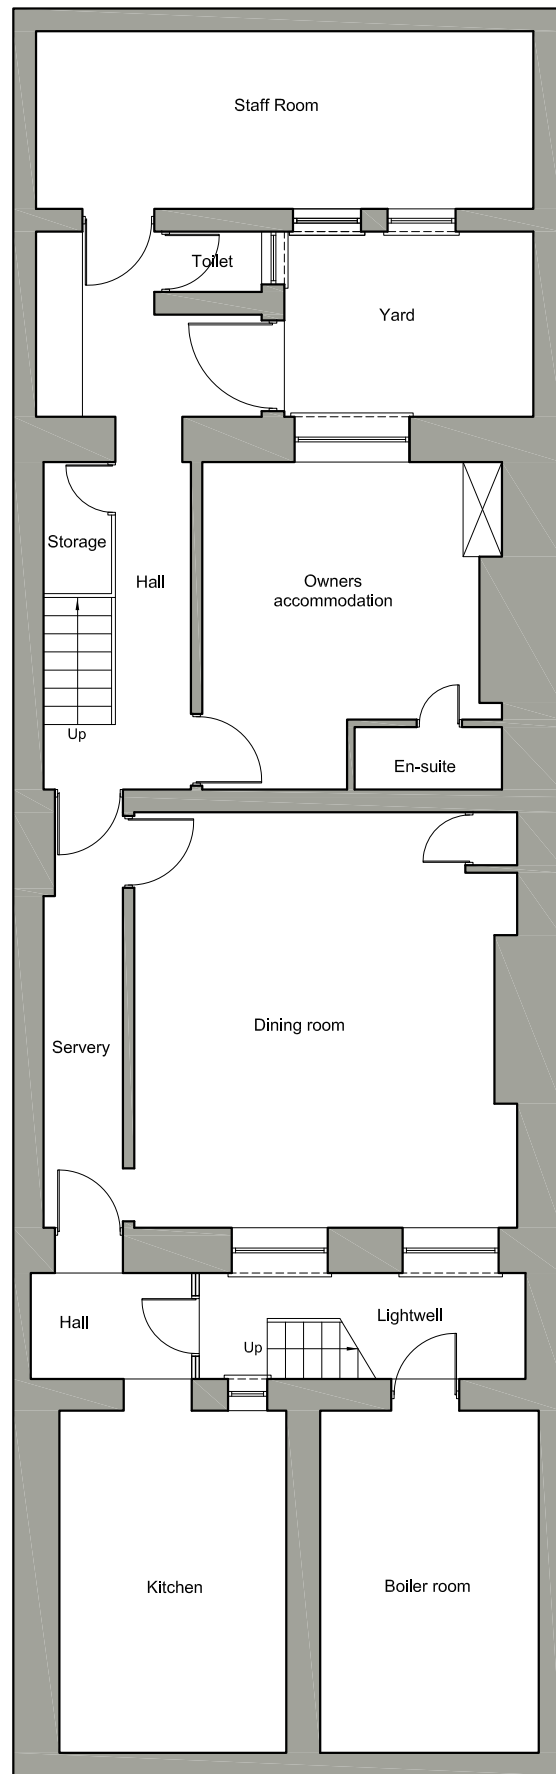 Staff Room
Toilet
Yard
Storage
Hall
Owners
accommodation
Up
En-suite
Dining room
Servery
Hall
Lightwell
Up
Kitchen
Boiler room